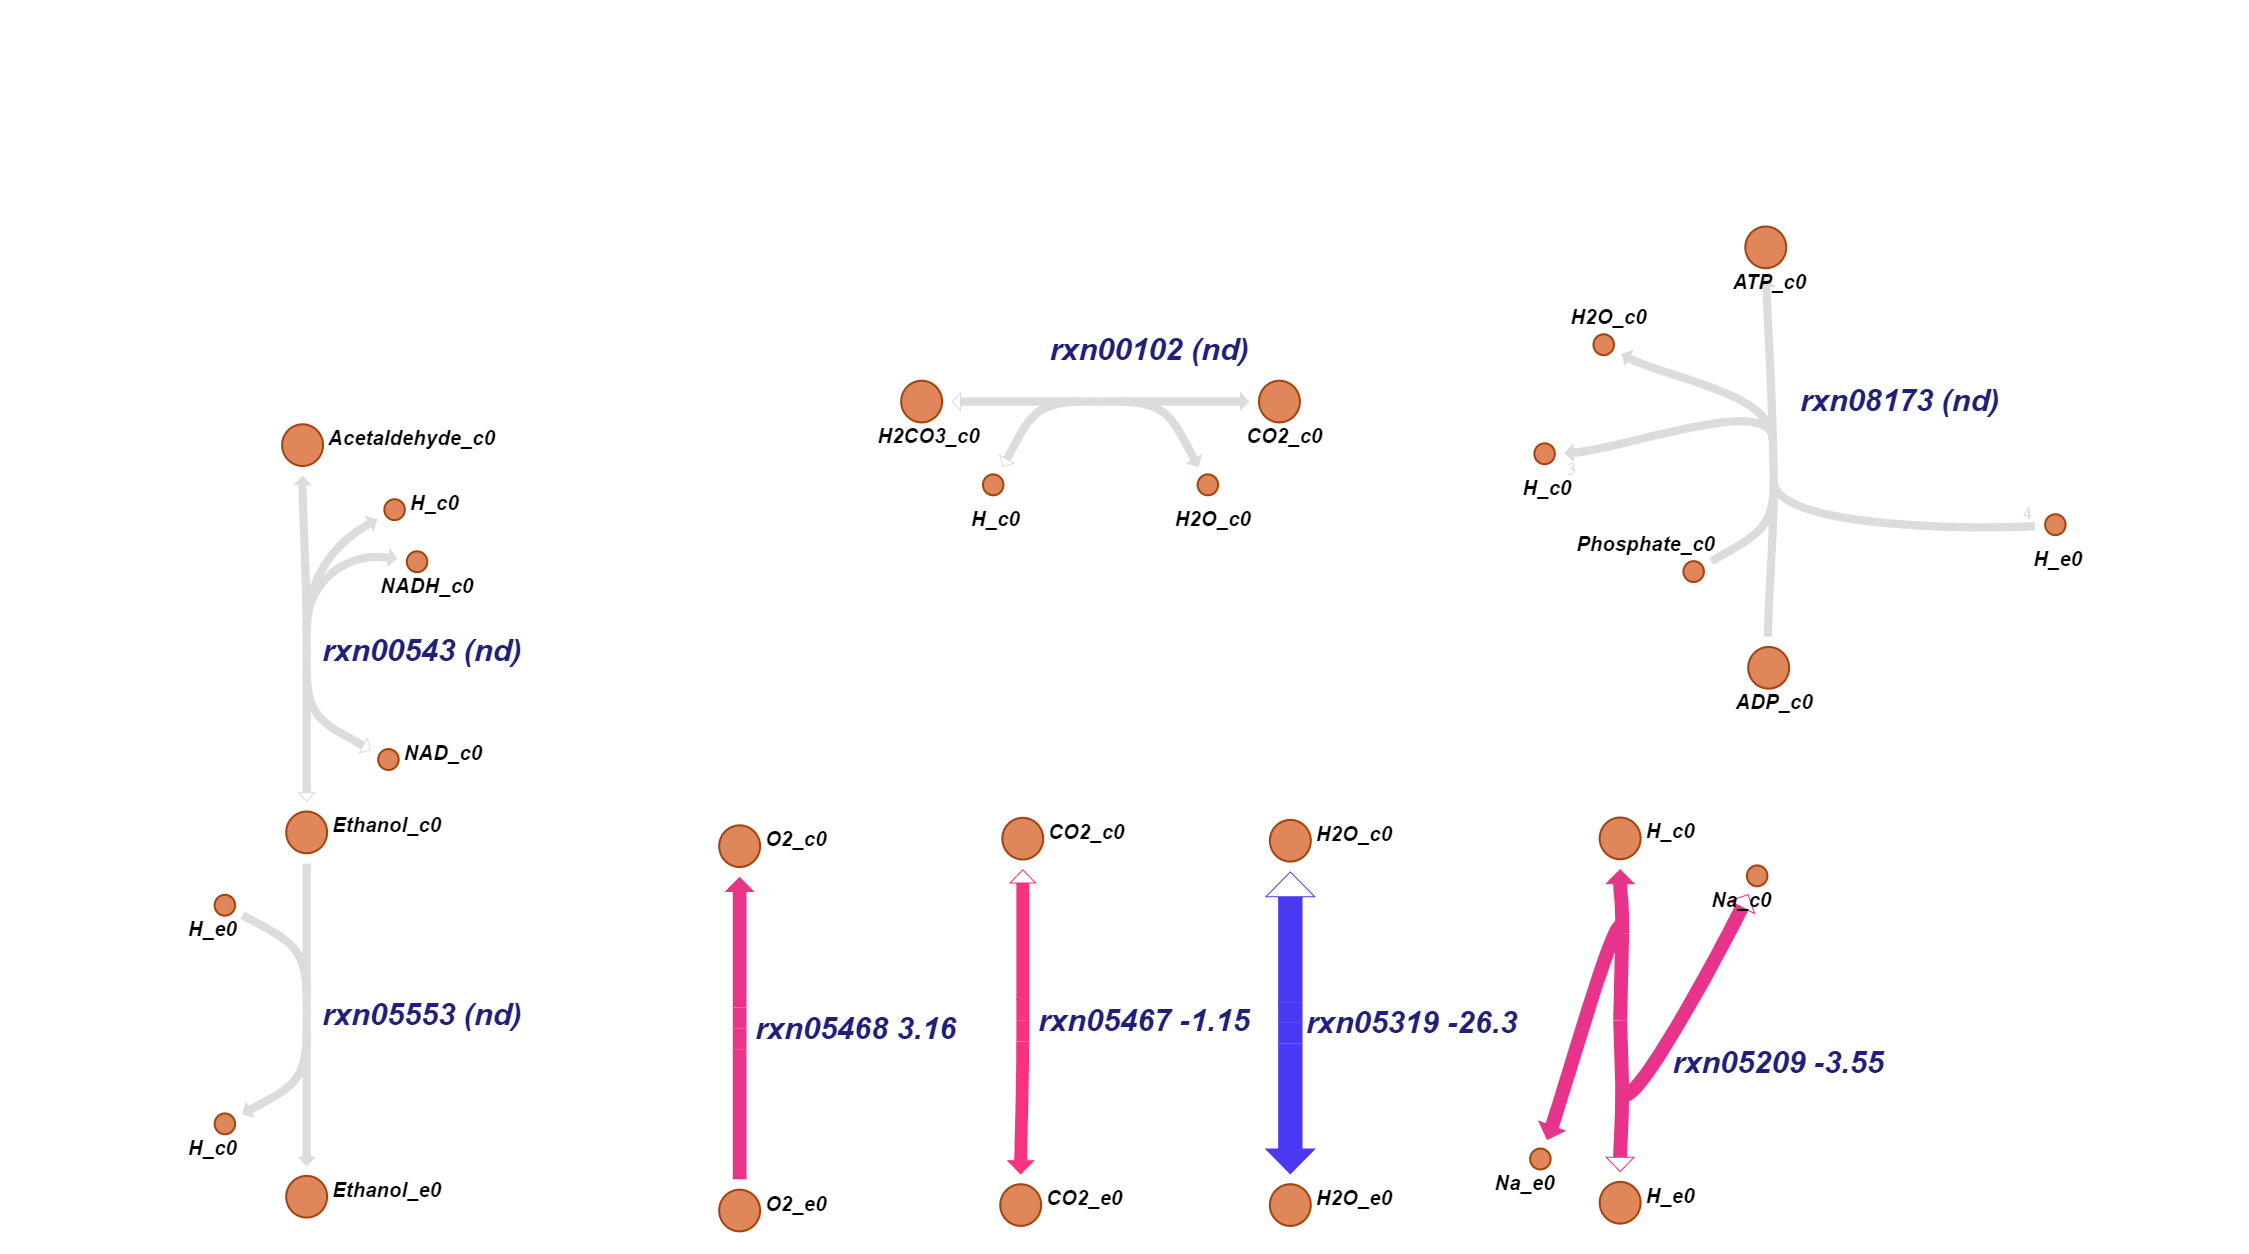 ATP_c0
H2O_c0
rxn00102 (nd)
rxn08173 (nd)
H2CO3_c0
CO2_c0
Acetaldehyde_c0
3
H_c0
H_c0
H_c0
H2O_c0
4
Phosphate_c0
H_e0
NADH_c0
rxn00543 (nd)
ADP_c0
NAD_c0
Ethanol_c0
O2_c0
CO2_c0
H2O_c0
H_c0
Na_c0
H_e0
rxn05553 (nd)
rxn05468 3.16
rxn05467 -1.15
rxn05319 -26.3
rxn05209 -3.55
H_c0
Na_e0
Ethanol_e0
O2_e0
CO2_e0
H2O_e0
H_e0